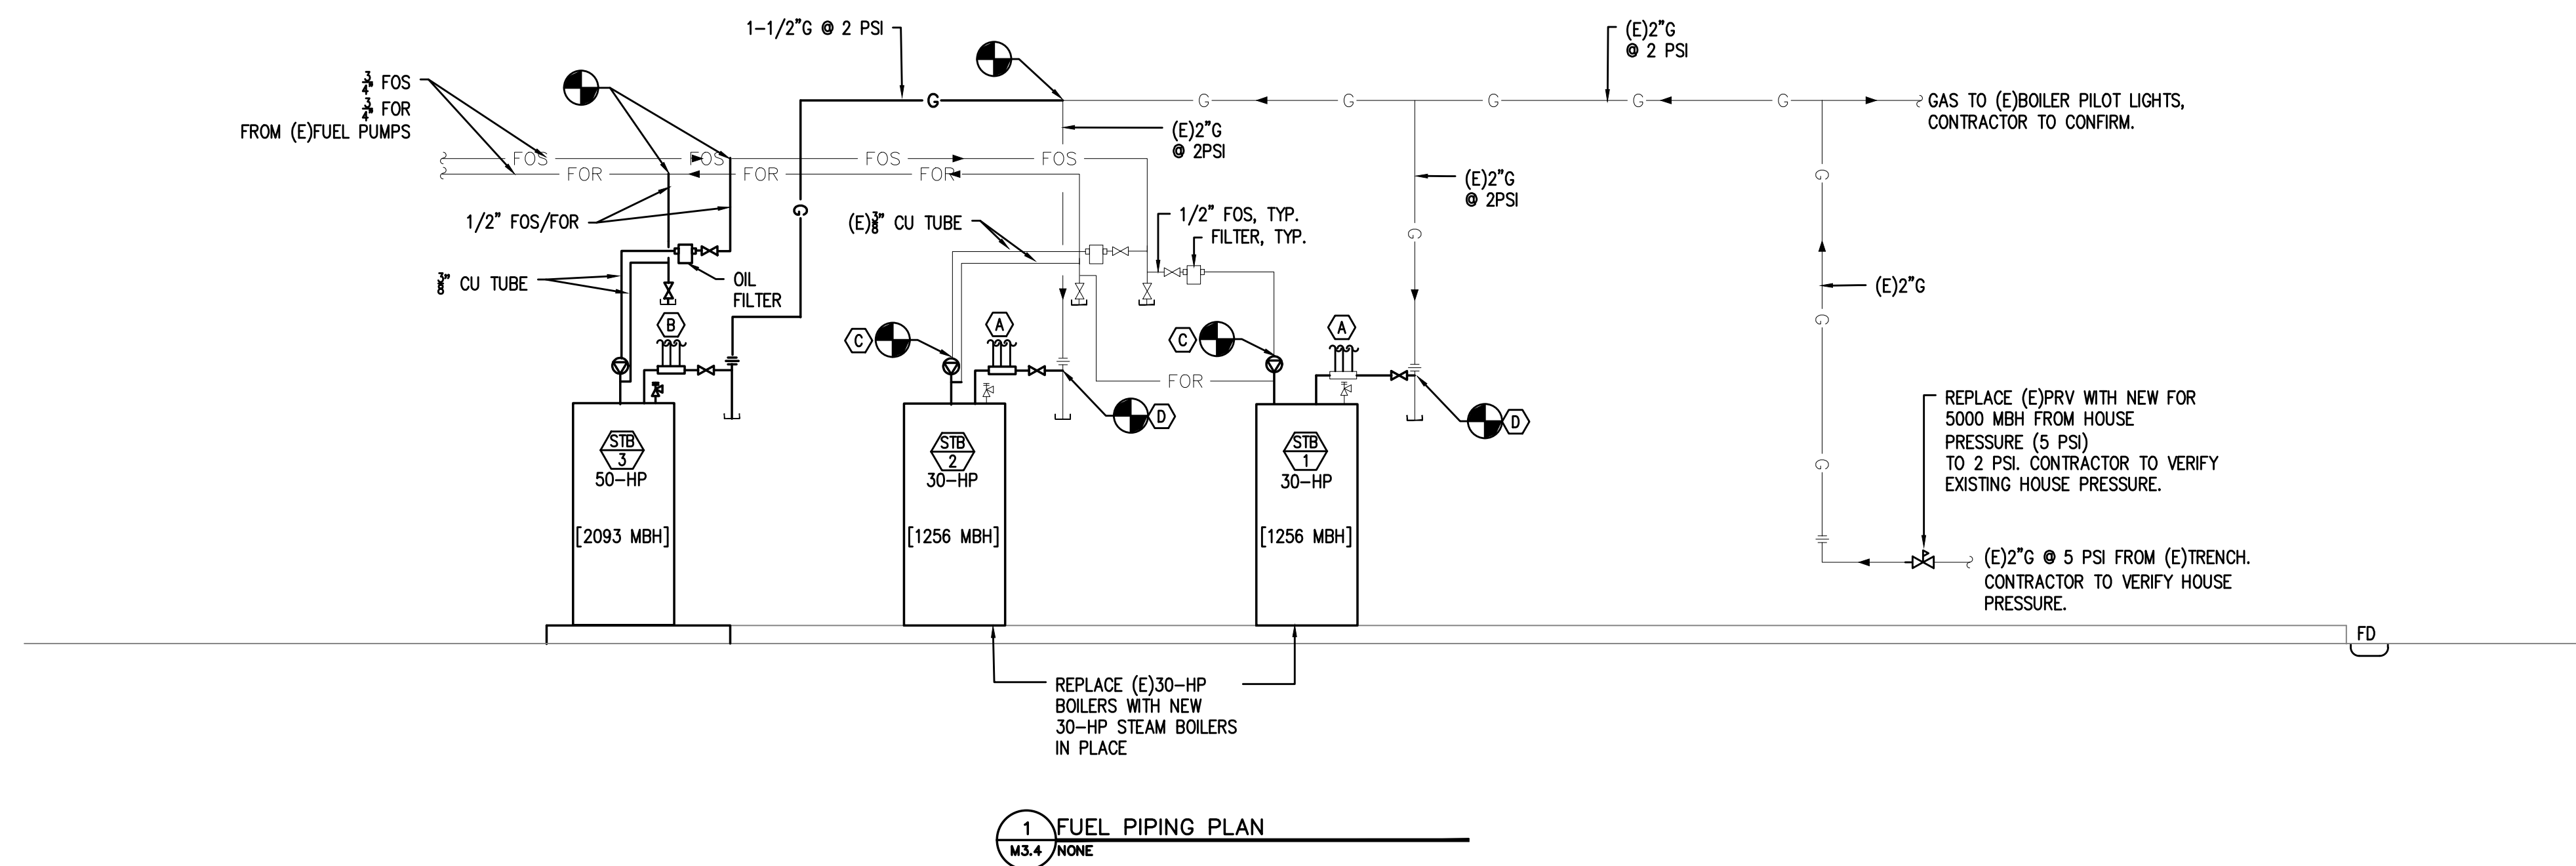 1-1/2"G @ 2 PSI
(E)2"G
@ 2 PSI
3/4" FOS
3/4" FOR
FROM (E)FUEL PUMPS
G
G
G
G
G
G
GAS TO (E)BOILER PILOT LIGHTS,
CONTRACTOR TO CONFIRM.
(E)2"G
@ 2PSI
FOS
FOS
FOS
FOS
FOR
FOR
FOR
(E)2"G
@ 2PSI
G
G
1/2" FOS/FOR
(E)3/8" CU TUBE
1/2" FOS, TYP.
FILTER, TYP.
G
3/8" CU TUBE
OIL
FILTER
(E)2"G
G
B
A
A
C
C
FOR
D
D
REPLACE (E)PRV WITH NEW FOR
5000 MBH FROM HOUSE
PRESSURE (5 PSI)
TO 2 PSI. CONTRACTOR TO VERIFY
EXISTING HOUSE PRESSURE.
G
STB
3
50-HP
[2093 MBH]
STB
2
30-HP
[1256 MBH]
STB
1
30-HP
[1256 MBH]
(E)2"G @ 5 PSI FROM (E)TRENCH.
CONTRACTOR TO VERIFY HOUSE
PRESSURE.
FD
REPLACE (E)30-HP
BOILERS WITH NEW
30-HP STEAM BOILERS
IN PLACE
1
M3.4
FUEL PIPING PLAN
NONE